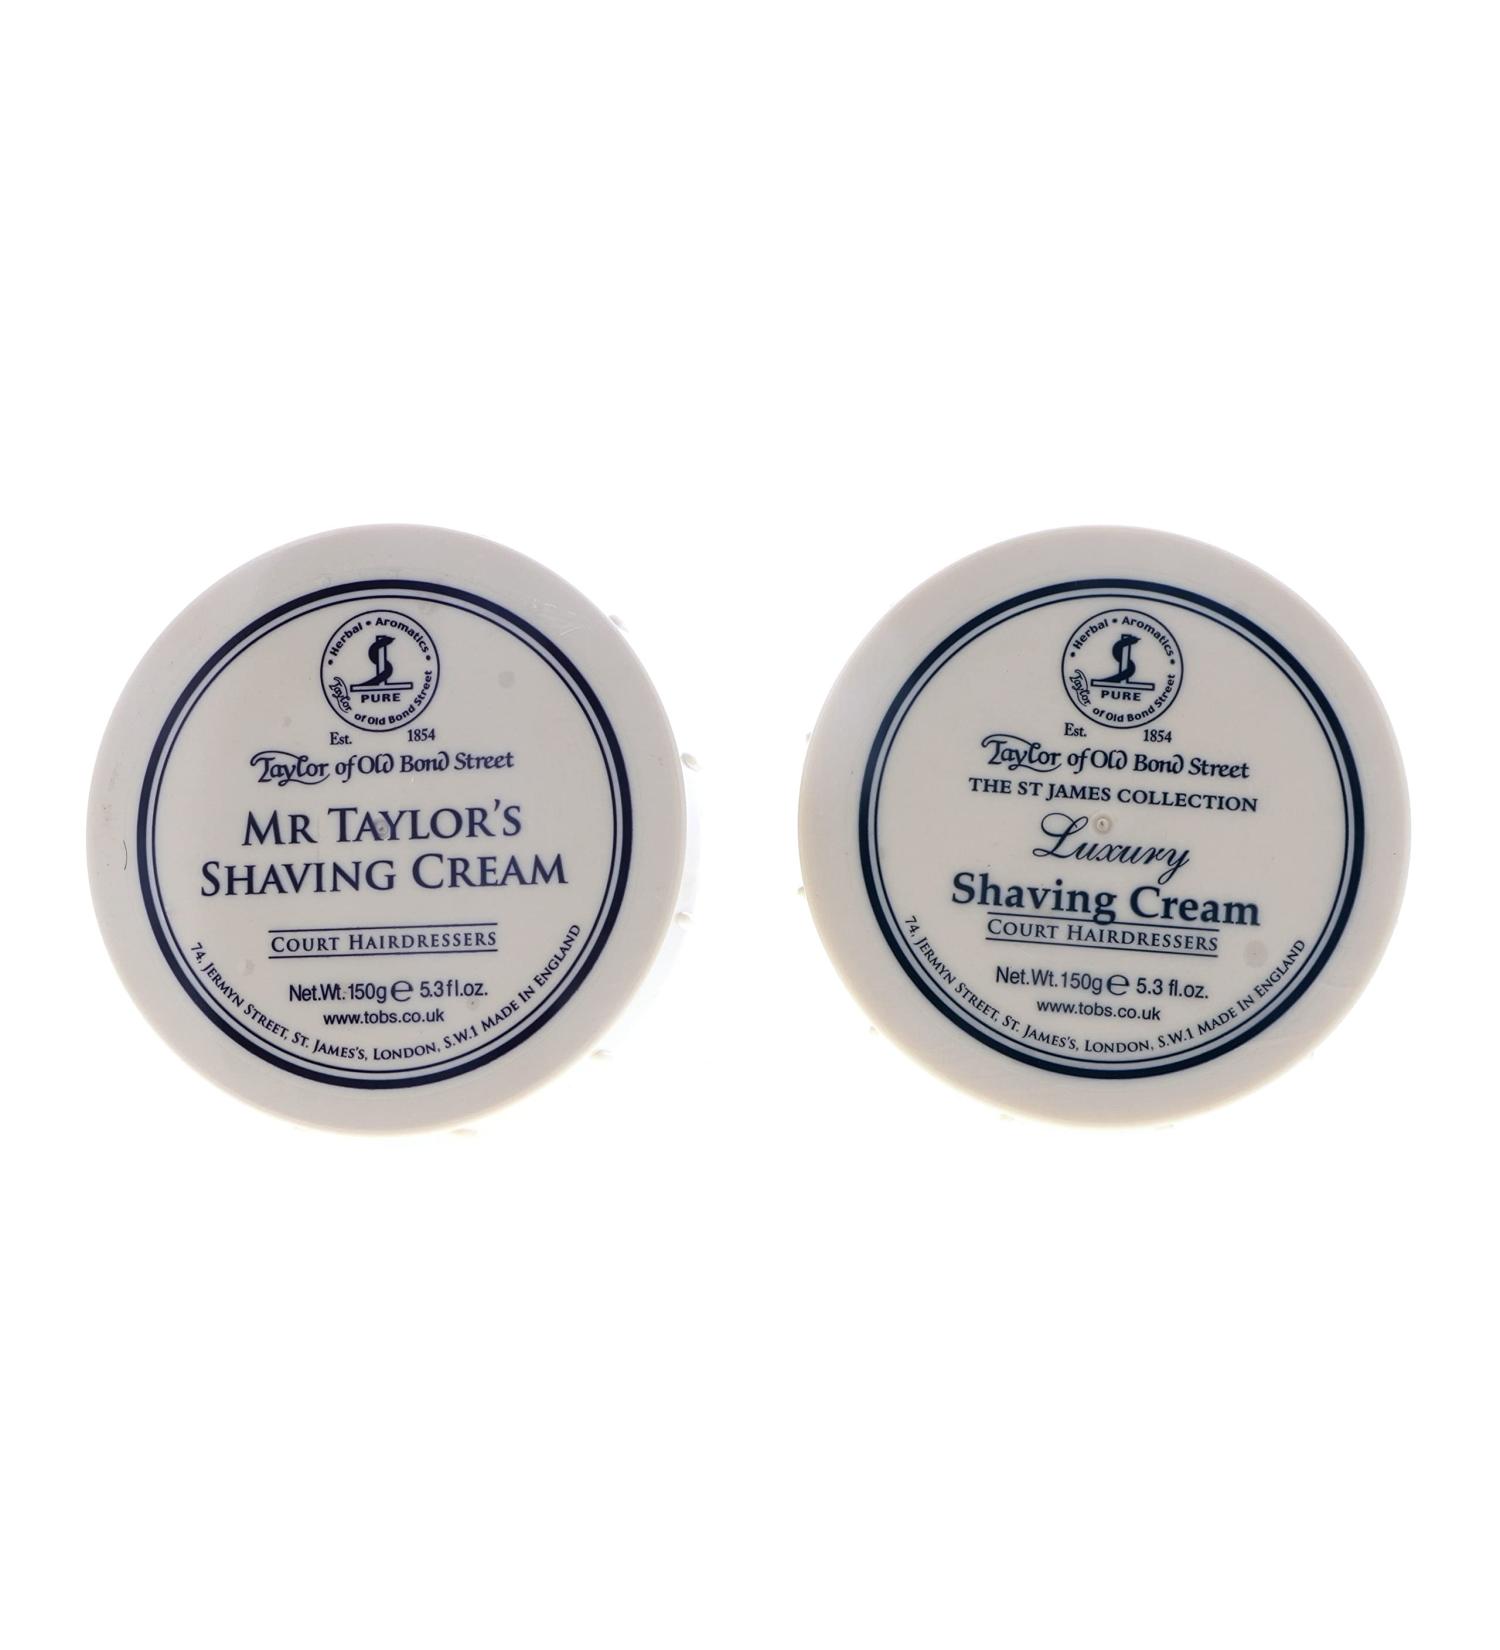 Herbal • Aromatics
PURE
Taylor of Old Bond Street
Est. 1854
Taylor of Old Bond Street
MR TAYLOR'S
SHAVING CREAM
COURT HAIRDRESSERS
Net.Wt.150g e 5.3fl.oz.
www.tobs.co.uk
74, JERMYN STREET, ST. JAMES'S, LONDON, S.W.1 MADE IN ENGLAND
Herbal • Aromatics
PURE
Taylor of Old Bond Street
Est. 1854
Taylor of Old Bond Street
THE ST JAMES COLLECTION
Luxury
Shaving Cream
COURT HAIRDRESSERS
Net.Wt.150g e 5.3 fl.oz.
www.tobs.co.uk
74, JERMYN STREET, ST. JAMES'S, LONDON, S.W.1 MADE IN ENGLAND